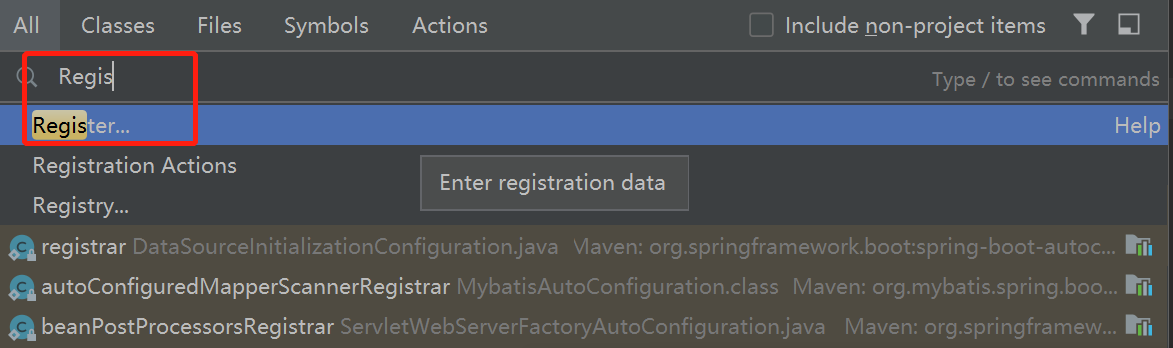 All Classes Files Symbols Actions Include non-project items
Regis Type / to see commands
Register... Help
Registration Actions
Enter registration data
Registry...
registrar DataSourceInitializationConfiguration.java Maven: org.springframework.boot:spring-boot-autoc...
autoConfiguredMapperScannerRegistrar MybatisAutoConfiguration.class Maven: org.mybatis.spring.boo...
beanPostProcessorsRegistrar ServletWebServerFactoryAutoConfiguration.java Maven: org.springframew...